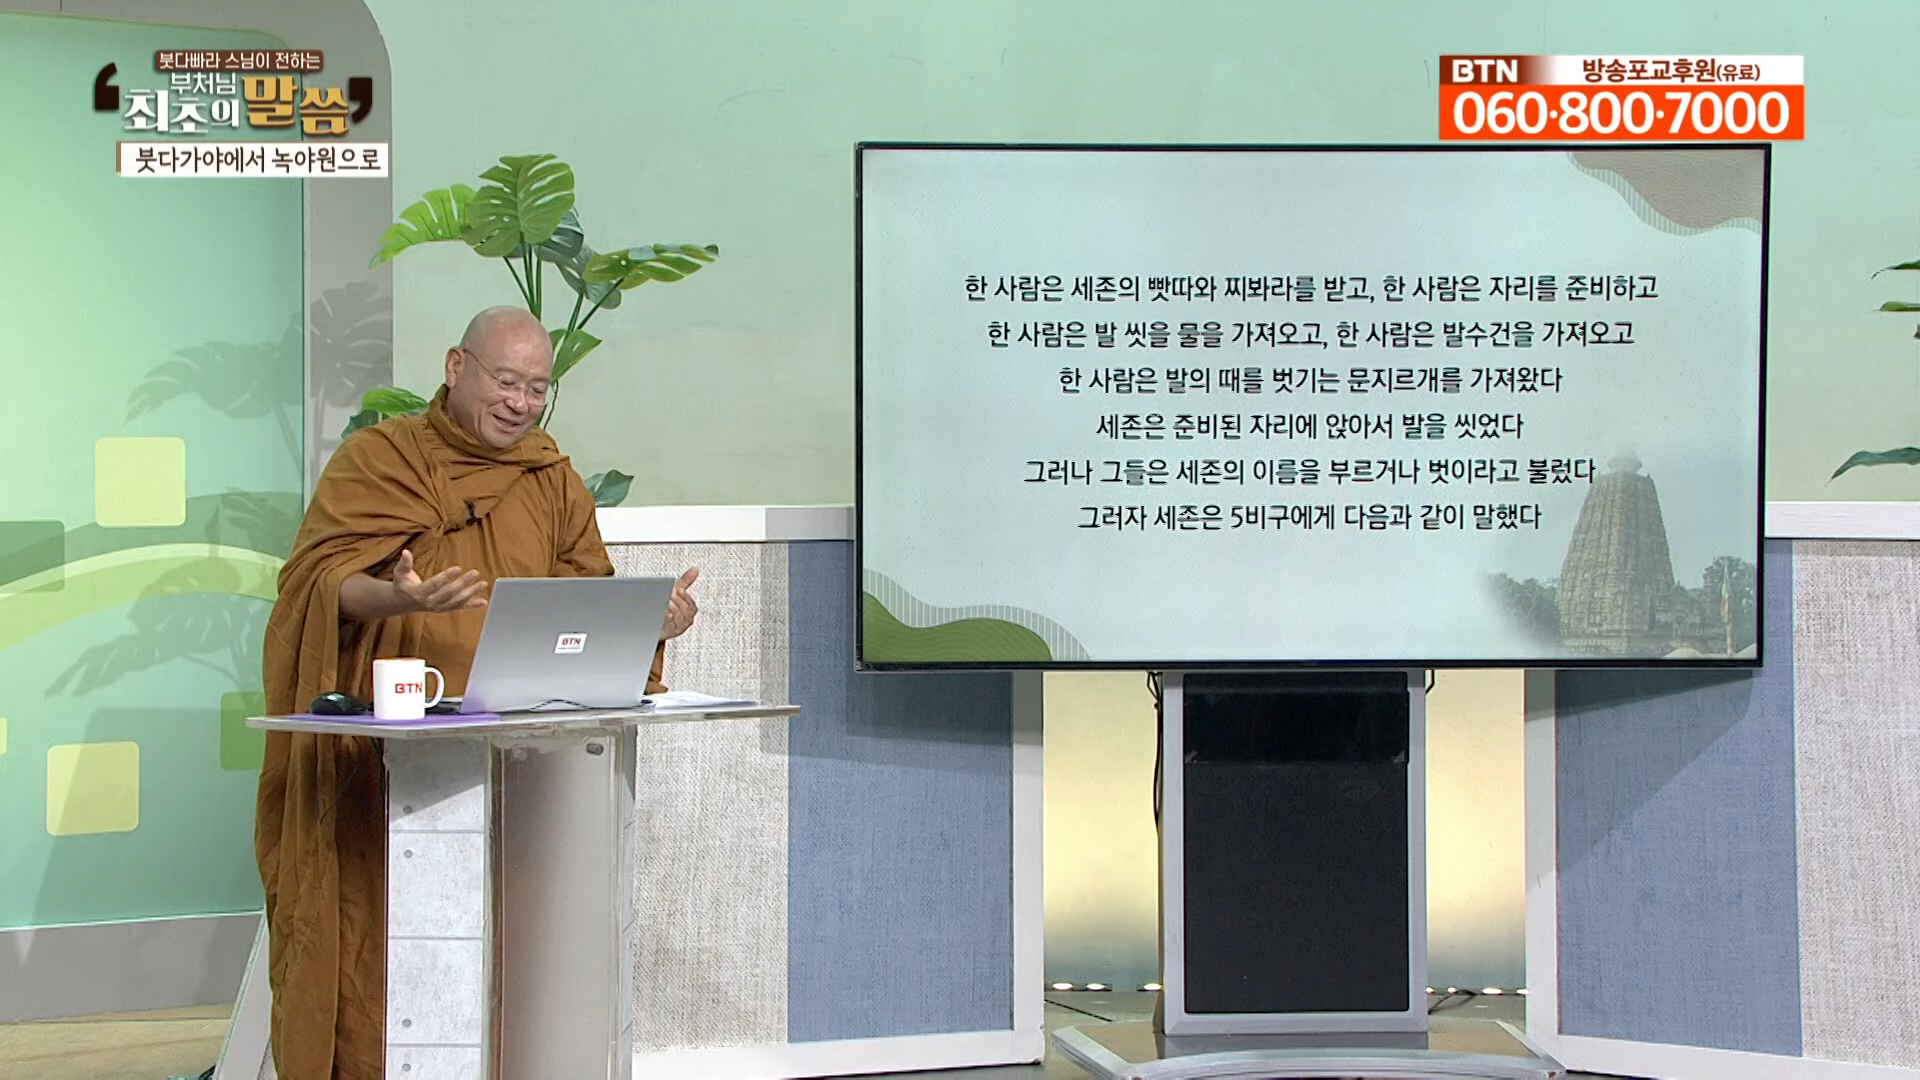 붓다빠라 스님이 전하는
부처님
최초의 말씀
붓다가야에서 녹야원으로
BTN 방송포교후원(유료)
060·800·7000
한 사람은 세존의 빳따와 찌봐라를 받고, 한 사람은 자리를 준비하고
한 사람은 발 씻을 물을 가져오고, 한 사람은 발수건을 가져오고
한 사람은 발의 때를 벗기는 문지르개를 가져왔다
세존은 준비된 자리에 앉아서 발을 씻었다
그러나 그들은 세존의 이름을 부르거나 벗이라고 불렀다
그러자 세존은 5비구에게 다음과 같이 말했다
BTN
BTN